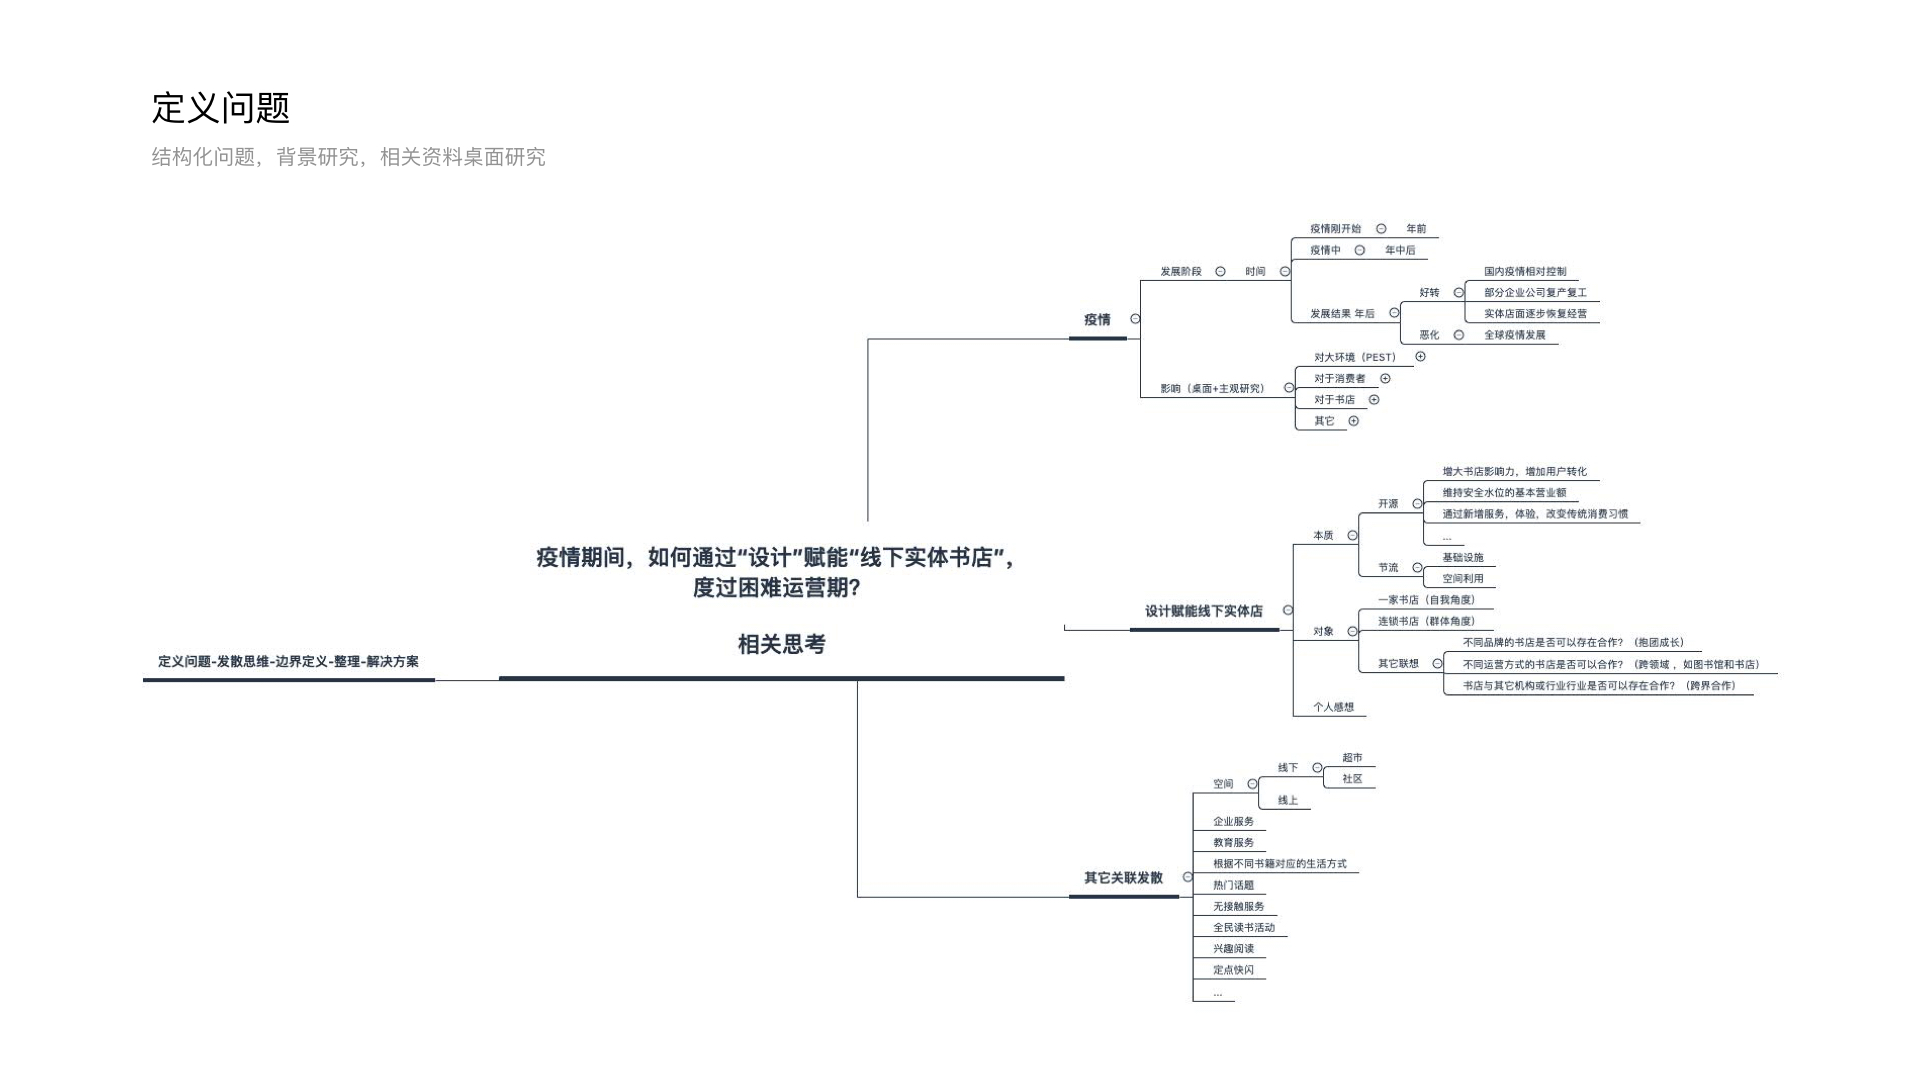 定义问题
结构化问题，背景研究，相关资料桌面研究
疫情期间，如何通过“设计”赋能“线下实体书店”，
度过困难运营期？
相关思考
定义问题-发散思维-边界定义-整理-解决方案
疫情
发展阶段
时间
疫情刚开始
年前
疫情中
年中后
发展结果 年后
好转
国内疫情相对控制
部分企业公司复产复工
实体店面逐步恢复经营
恶化
全球疫情发展
影响（桌面+主观研究）
对大环境（PEST）
对于消费者
对于书店
其它
设计赋能线下实体店
本质
开源
增大书店影响力，增加用户转化
维持安全水位的基本营业额
通过新增服务，体验，改变传统消费习惯
...
节流
基础设施
空间利用
对象
一家书店（自我角度）
连锁书店（群体角度）
其它联想
不同品牌的书店是否可以存在合作？（抱团成长）
不同运营方式的书店是否可以合作？（跨领域，如图书馆和书店）
书店与其它机构或行业行业是否可以存在合作？（跨界合作）
个人感想
其它关联发散
空间
线下
超市
社区
线上
企业服务
教育服务
根据不同书籍对应的生活方式
热门话题
无接触服务
全民读书活动
兴趣阅读
定点快闪
...